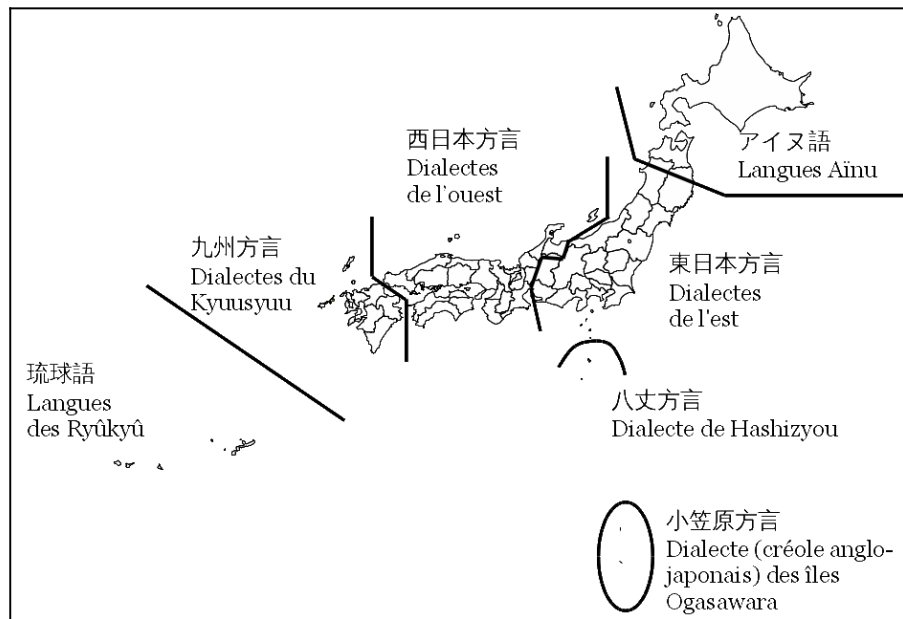 アイヌ語
Langues Aïnu
西日本方言
Dialectes
de l'ouest
九州方言
Dialectes du
Kyuusyuu
東日本方言
Dialectes
de l'est
琉球語
Langues
des Ryûkyû
八丈方言
Dialecte de Hashizyou
小笠原方言
Dialecte (créole anglo-
japonais) des îles
Ogasawara